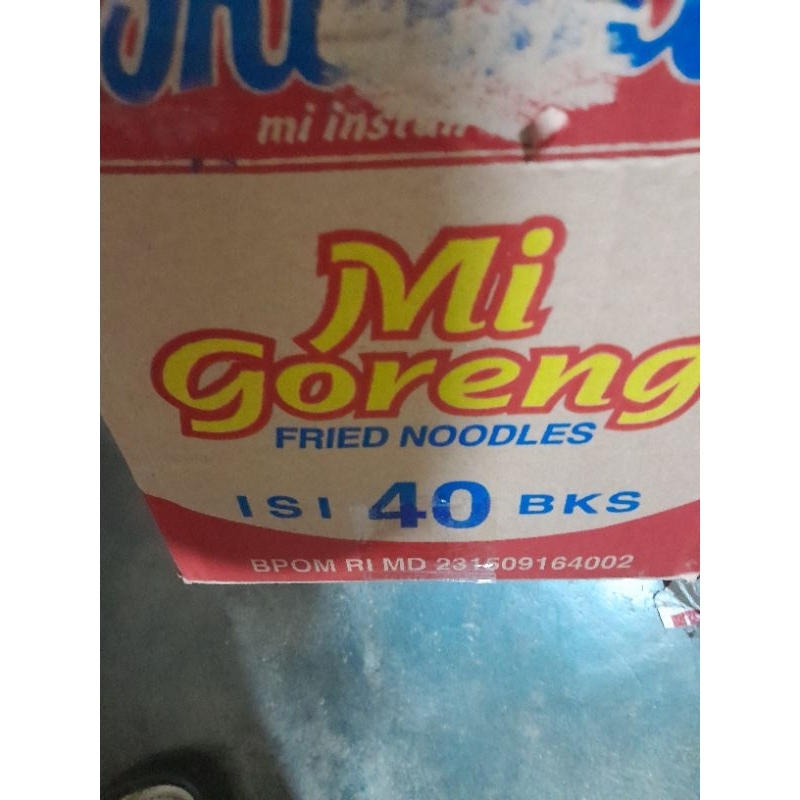 mi instan
Mi
Goreng
FRIED NOODLES
ISI 40 BKS
BPOM RI MD 231509164002